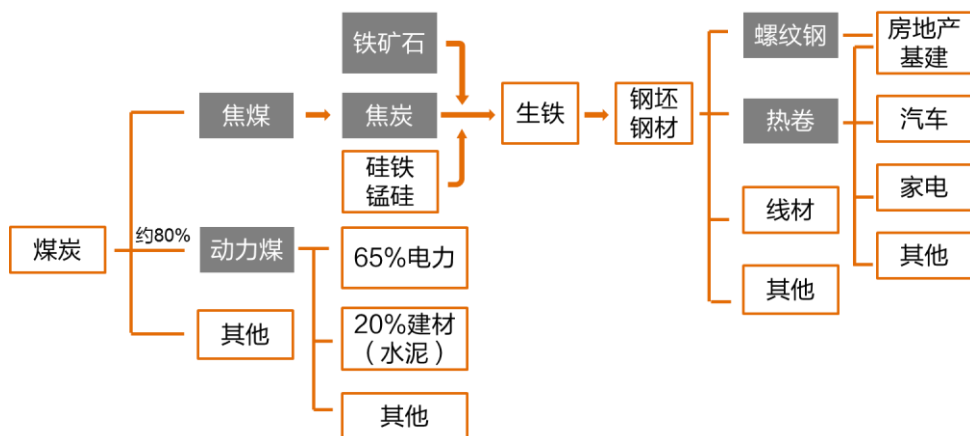 煤炭
约80%
焦煤
动力煤
其他
铁矿石
焦炭
硅铁
锰硅
65%电力
20%建材
（水泥）
其他
生铁
钢坯
钢材
螺纹钢
热卷
线材
其他
房地产
基建
汽车
家电
其他